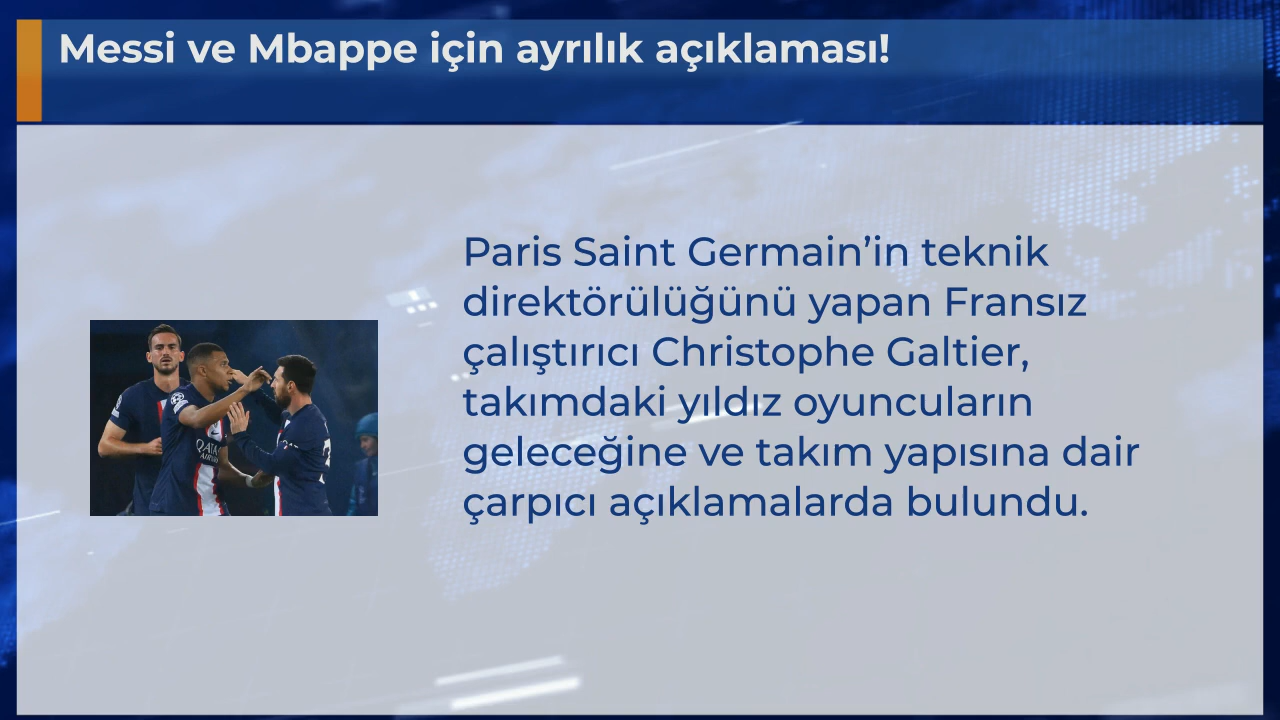 Messi ve Mbappe için ayrılık açıklaması!
Paris Saint Germain’in teknik
direktörülüğünü yapan Fransız
çalıştırıcı Christophe Galtier,
takımdaki yıldız oyuncuların
geleceğine ve takım yapısına dair
çarpıcı açıklamalarda bulundu.